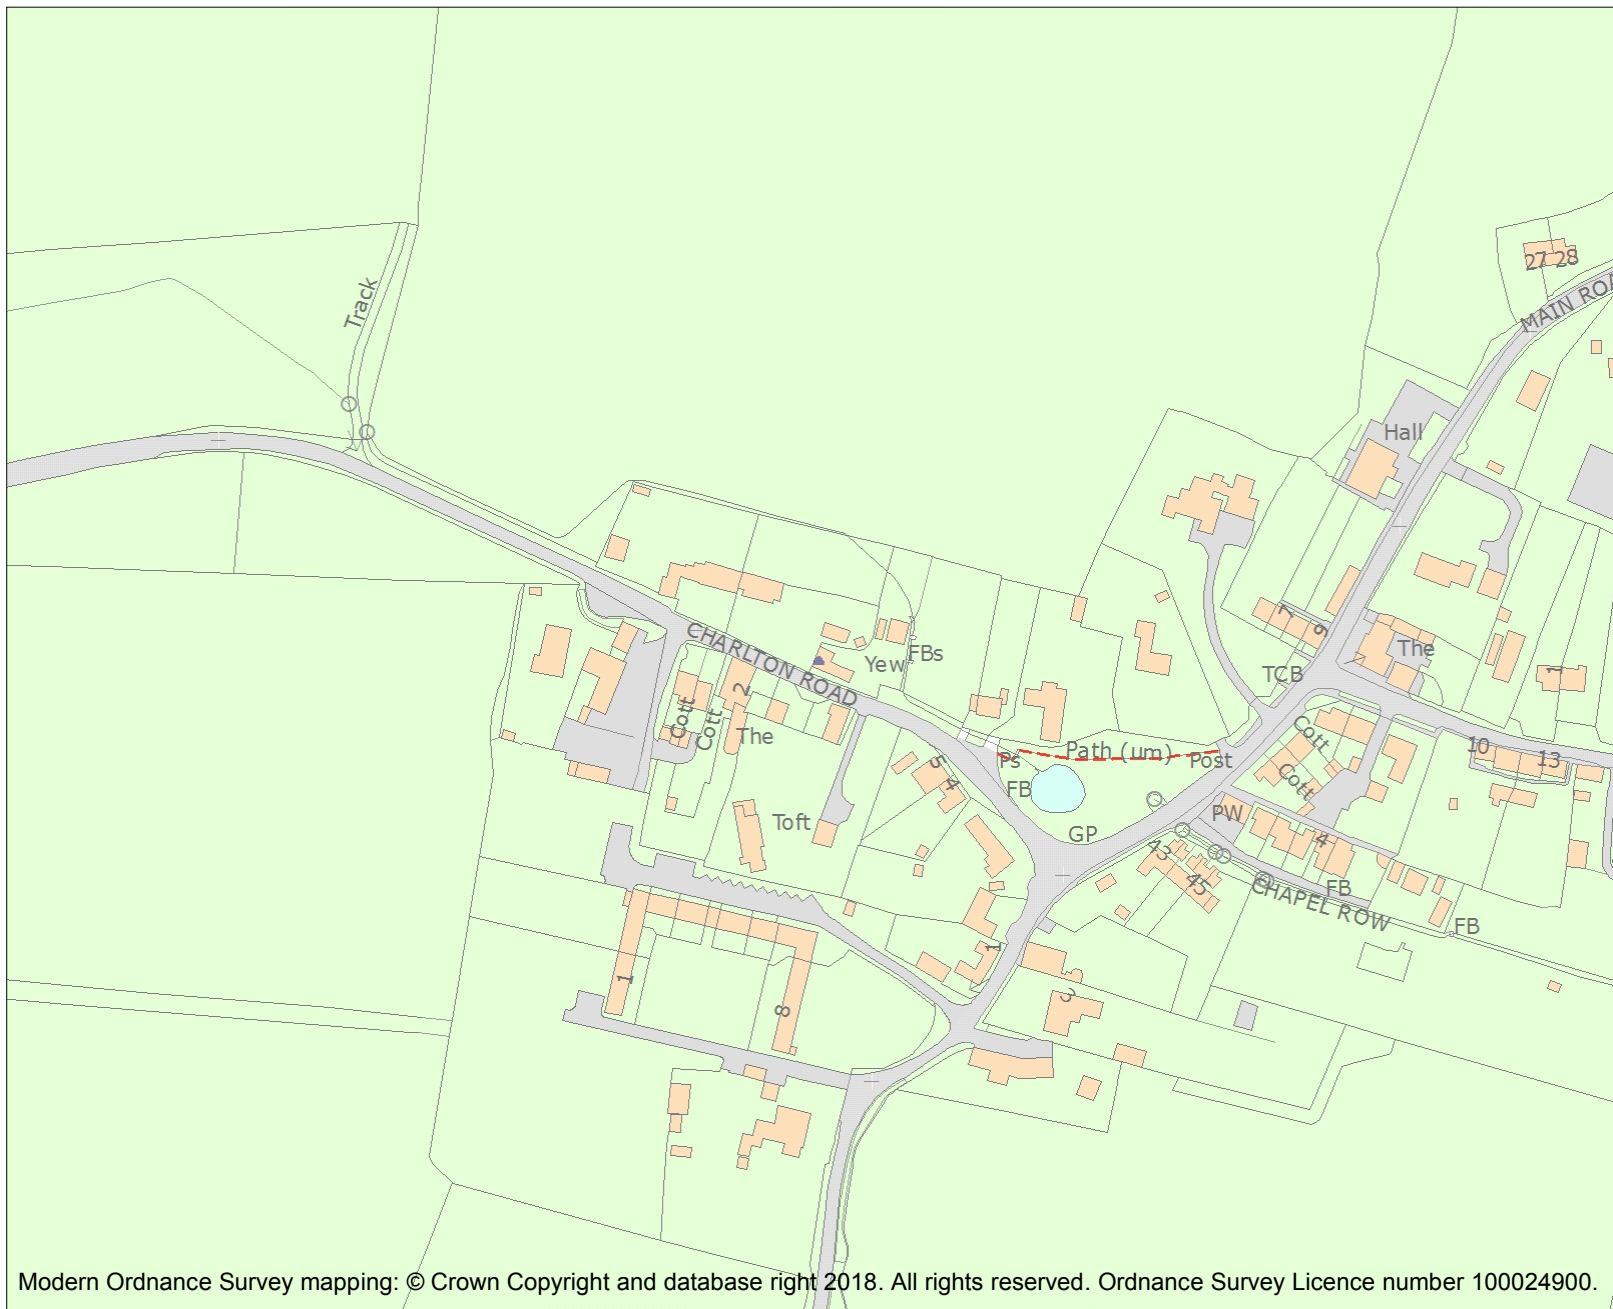 27 28
MAIN ROA
Track
Hall
CHARLTON ROAD
Yew
FBs
7
9
The
TCB
1
2
Cott
Cott
The
Cott
Cott
10
13
Path (um)
Ps
Post
5
4
FB
PW
Toft
GP
4
43
45
FB
CHAPEL ROW
FB
1
1
3
8
Modern Ordnance Survey mapping: © Crown Copyright and database right 2018. All rights reserved. Ordnance Survey Licence number 100024900.